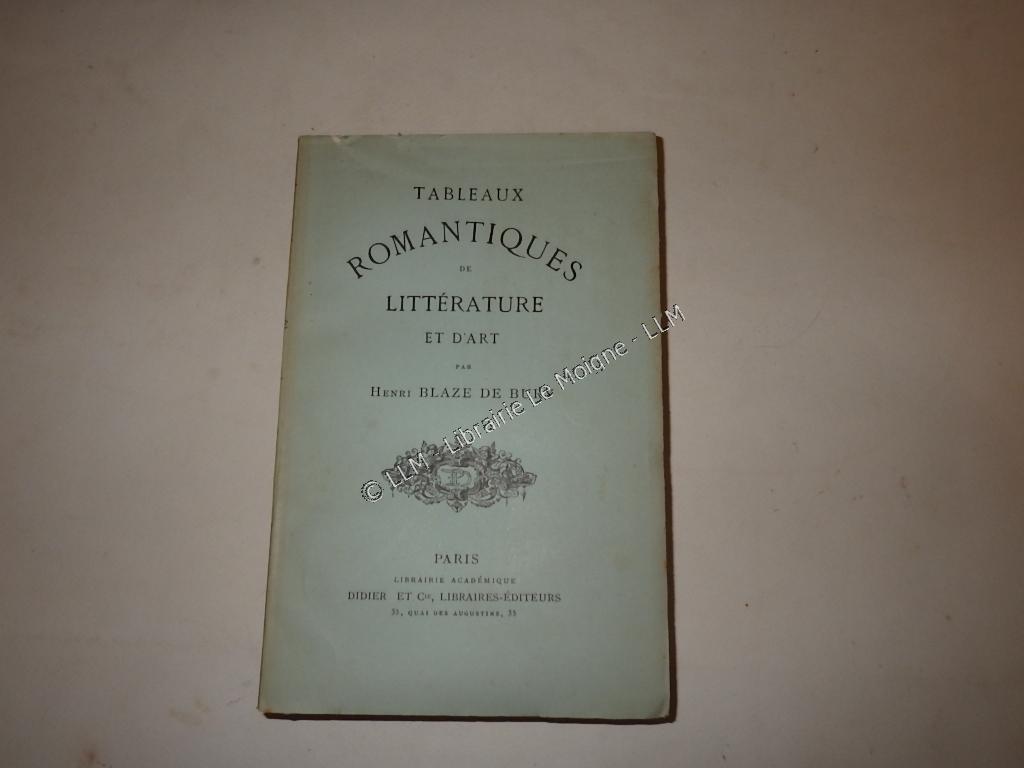 TABLEAUX
ROMANTIQUES
DE
LITTÉRATURE
ET D'ART
PAR
HENRI BLAZE DE BURY
PARIS
LIBRAIRIE ACADÉMIQUE
DIDIER ET Cie, LIBRAIRES-ÉDITEURS
35, QUAI DES AUGUSTINS, 35
© LLM - Librairie Le Moigne - LLM